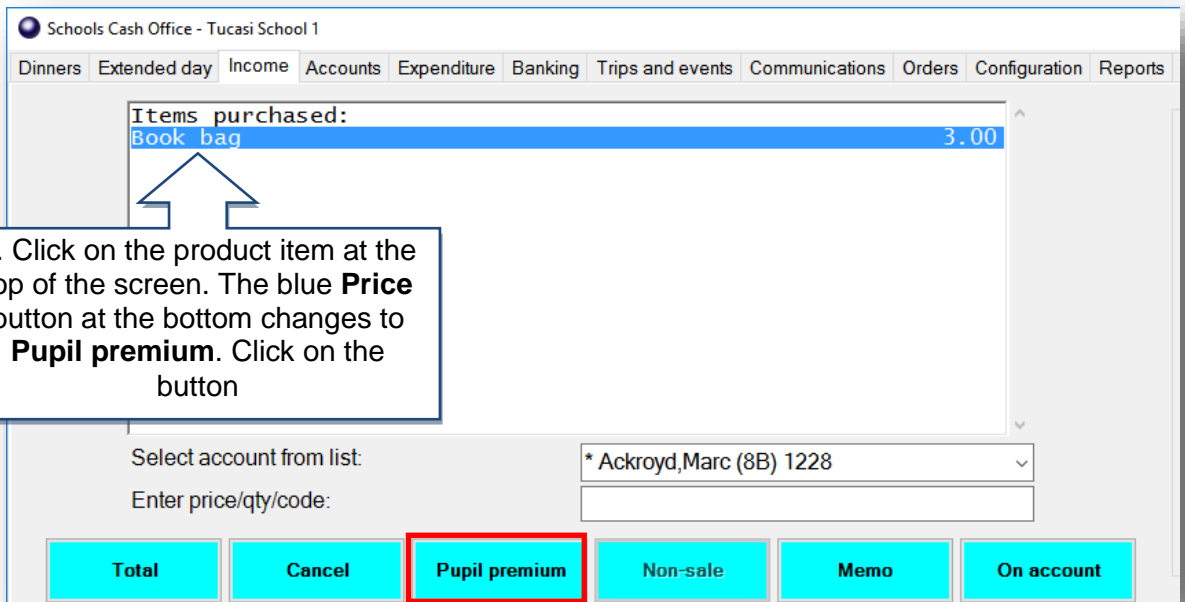 Schools Cash Office - Tucasi School 1
Dinners Extended day Income Accounts Expenditure Banking Trips and events Communications Orders Configuration Reports
Items purchased:
Book bag 3.00
. Click on the product item at the
op of the screen. The blue Price
button at the bottom changes to
Pupil premium. Click on the
button
Select account from list:
* Ackroyd,Marc (8B) 1228
Enter price/qty/code:
Total Cancel Pupil premium Non-sale Memo On account